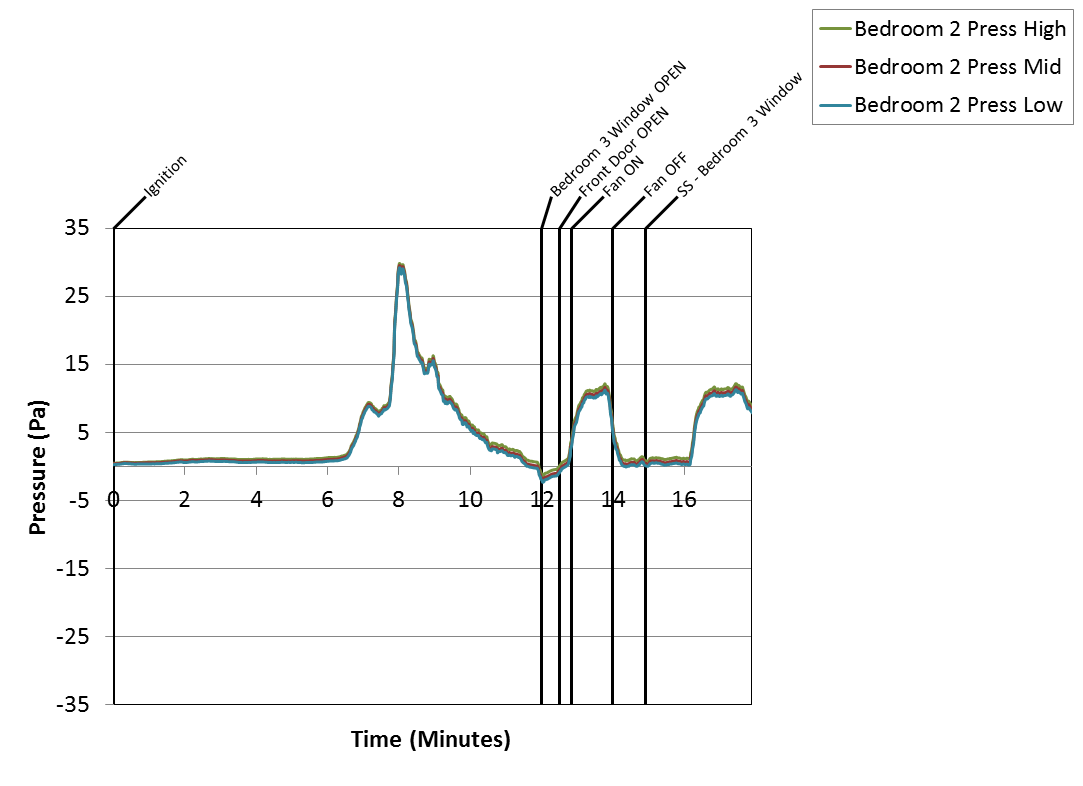 Bedroom 2 Press High
Bedroom 2 Press Mid
Bedroom 2 Press Low
Ignition
Bedroom 3 Window OPEN
Front Door OPEN
Fan ON
Fan OFF
SS - Bedroom 3 Window
35
25
15
5
-5
-15
-25
-35
0 2 4 6 8 10 12 14 16
Pressure (Pa)
Time (Minutes)